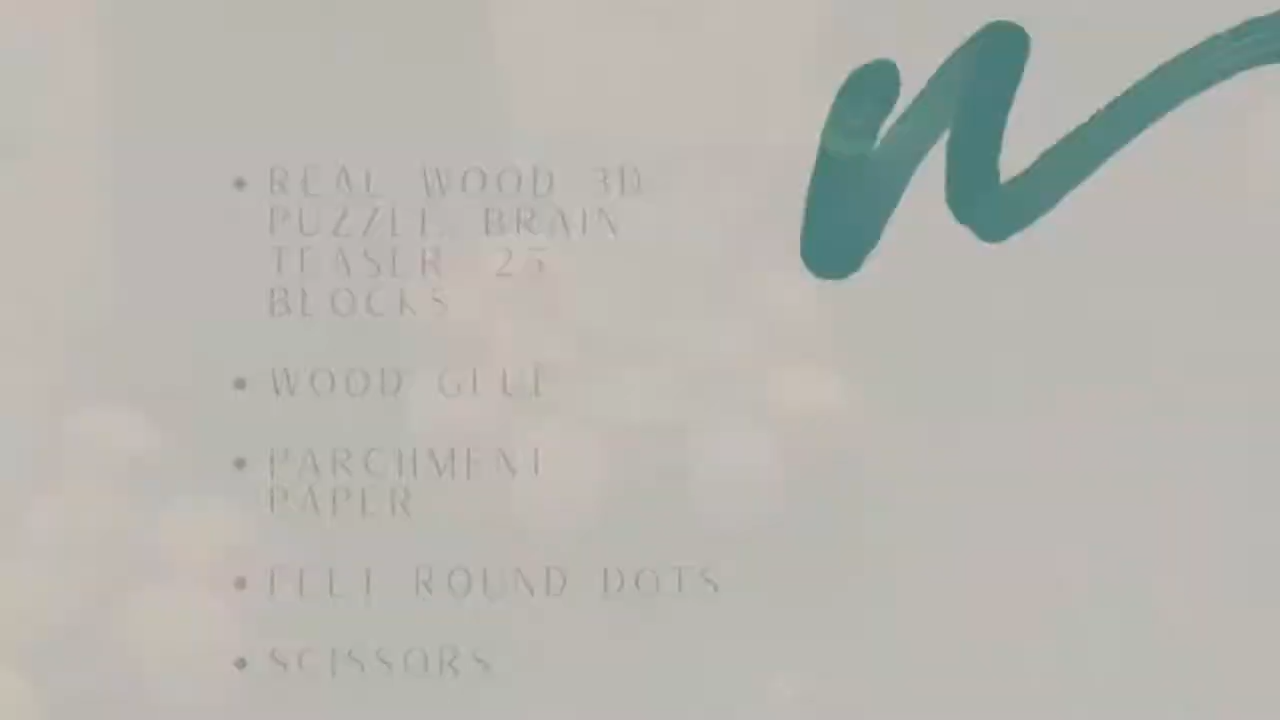 • REAL WOOD 3D
PUZZLE BRAIN
TEASER 25
BLOCKS
• WOOD GLUE
• PARCHMENT
PAPER
• FELT ROUND DOTS
• SCISSORS